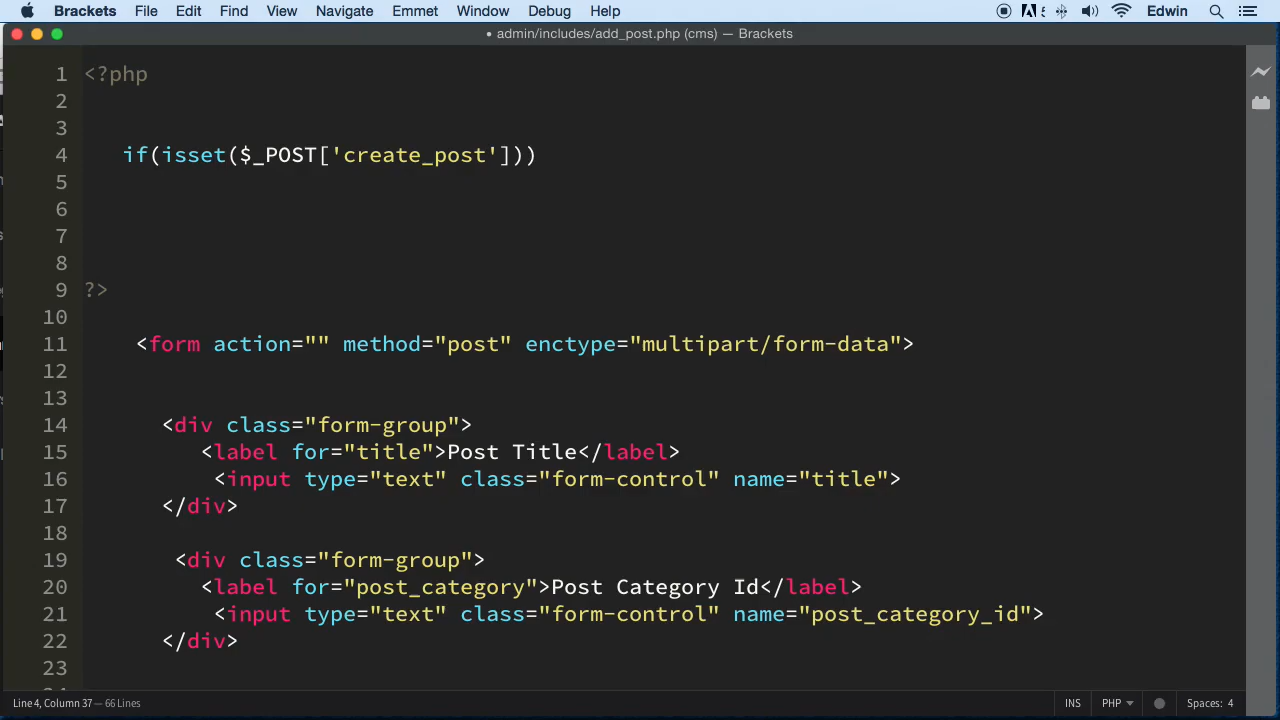 Brackets File Edit Find View Navigate Emmet Window Debug Help Edwin
• admin/includes/add_post.php (cms) — Brackets
1 <?php
2
3
4 if(isset($_POST['create_post']))
5
6
7
8
9 ?>
10
11 <form action="" method="post" enctype="multipart/form-data">
12
13
14 <div class="form-group">
15 <label for="title">Post Title</label>
16 <input type="text" class="form-control" name="title">
17 </div>
18
19 <div class="form-group">
20 <label for="post_category">Post Category Id</label>
21 <input type="text" class="form-control" name="post_category_id">
22 </div>
23
Line 4, Column 37 — 66 Lines INS PHP Spaces: 4